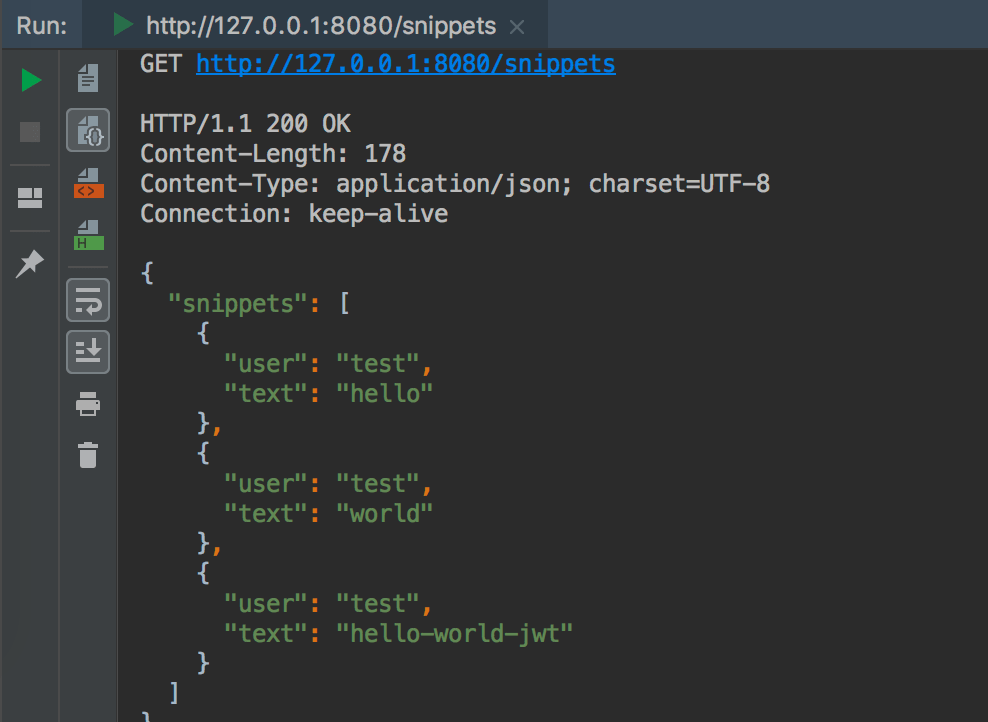 Run: http://127.0.0.1:8080/snippets
GET http://127.0.0.1:8080/snippets
HTTP/1.1 200 OK
Content-Length: 178
Content-Type: application/json; charset=UTF-8
Connection: keep-alive
{
"snippets": [
{
"user": "test",
"text": "hello"
},
{
"user": "test",
"text": "world"
},
{
"user": "test",
"text": "hello-world-jwt"
}
]
}